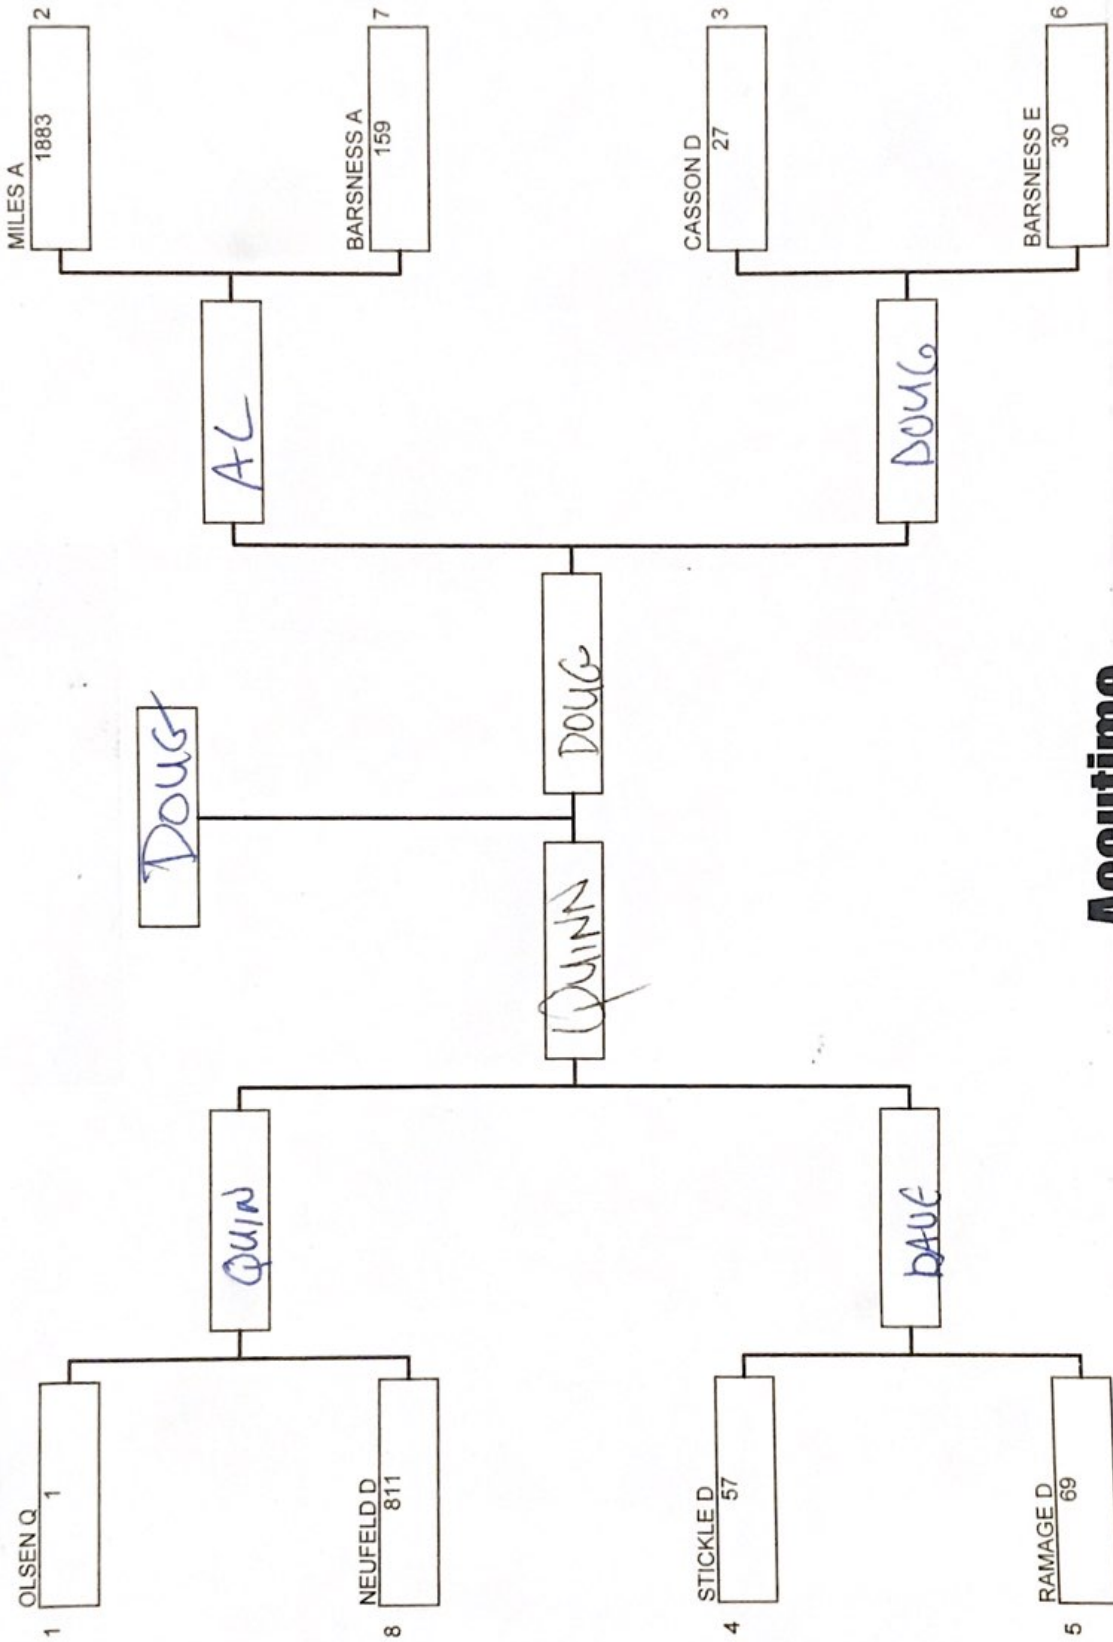 1
OLSEN Q
1
QUIN
8
NEUFELD D
811
4
STICKLE D
57
DAVE
5
RAMAGE D
69
QUINN
DOUG
DOUG
MILES A
1883
2
AL
BARSNESS A
159
7
CASSON D
27
3
DOUG
BARSNESS E
30
6
Accutime